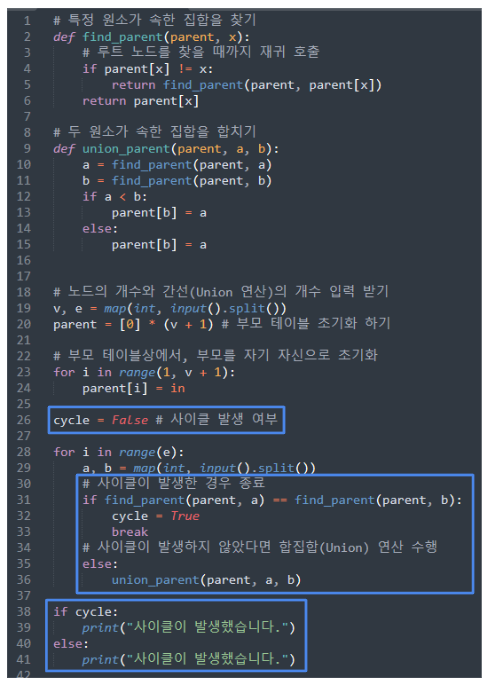 1 # 특정 원소가 속한 집합을 찾기
2 def find_parent(parent, x):
3     # 루트 노드를 찾을 때까지 재귀 호출
4     if parent[x] != x:
5         return find_parent(parent, parent[x])
6     return parent[x]
7
8 # 두 원소가 속한 집합을 합치기
9 def union_parent(parent, a, b):
10     a = find_parent(parent, a)
11     b = find_parent(parent, b)
12     if a < b:
13         parent[b] = a
14     else:
15         parent[b] = a
16
17
18 # 노드의 개수와 간선(Union 연산)의 개수 입력 받기
19 v, e = map(int, input().split())
20 parent = [0] * (v + 1) # 부모 테이블 초기화 하기
21
22 # 부모 테이블상에서, 부모를 자기 자신으로 초기화
23 for i in range(1, v + 1):
24     parent[i] = in
25
26 cycle = False # 사이클 발생 여부
27
28 for i in range(e):
29     a, b = map(int, input().split())
30     # 사이클이 발생한 경우 종료
31     if find_parent(parent, a) == find_parent(parent, b):
32         cycle = True
33         break
34     # 사이클이 발생하지 않았다면 합집합(Union) 연산 수행
35     else:
36         union_parent(parent, a, b)
37
38 if cycle:
39     print("사이클이 발생했습니다.")
40 else:
41     print("사이클이 발생했습니다.")
42